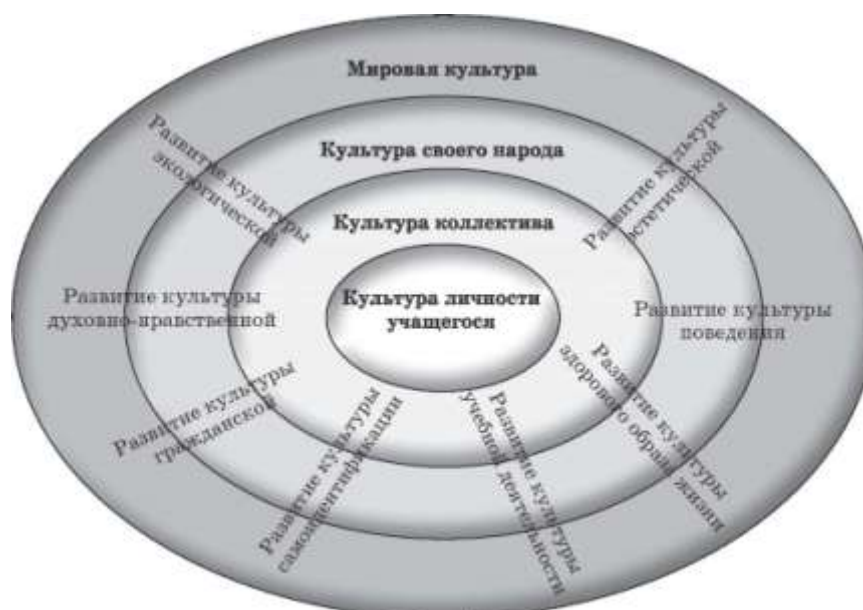 Мировая культура
Культура своего народа
Культура коллектива
Культура личности
учащегося
Развитие культуры
экологической
Развитие культуры
эстетической
Развитие культуры
духовно-нравственной
Развитие культуры
поведения
Развитие культуры
гражданской
Развитие культуры
самоидентификации
Развитие культуры
учебной деятельности
Развитие культуры
здорового образа жизни